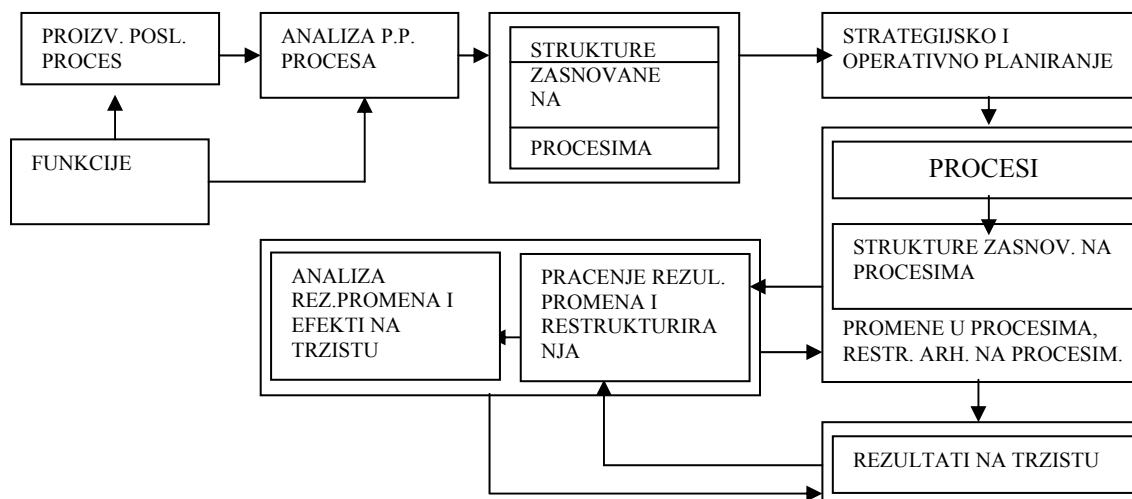 PROIZV. POSL.
PROCES
ANALIZA P.P.
PROCESA
STRUKTURE
ZASNOVANE
NA
PROCESIMA
STRATEGIJSKO I
OPERATIVNO PLANIRANJE
FUNKCIJE
PROCESI
STRUKTURE ZASNOV. NA
PROCESIMA
PROMENE U PROCESIMA,
RESTR. ARH. NA PROCESIM.
ANALIZA
REZ.PROMENA I
EFEKTI NA
TRZISTU
PRACENJE REZUL.
PROMENA I
RESTRUKTURIRA
NJA
REZULTATI NA TRZISTU